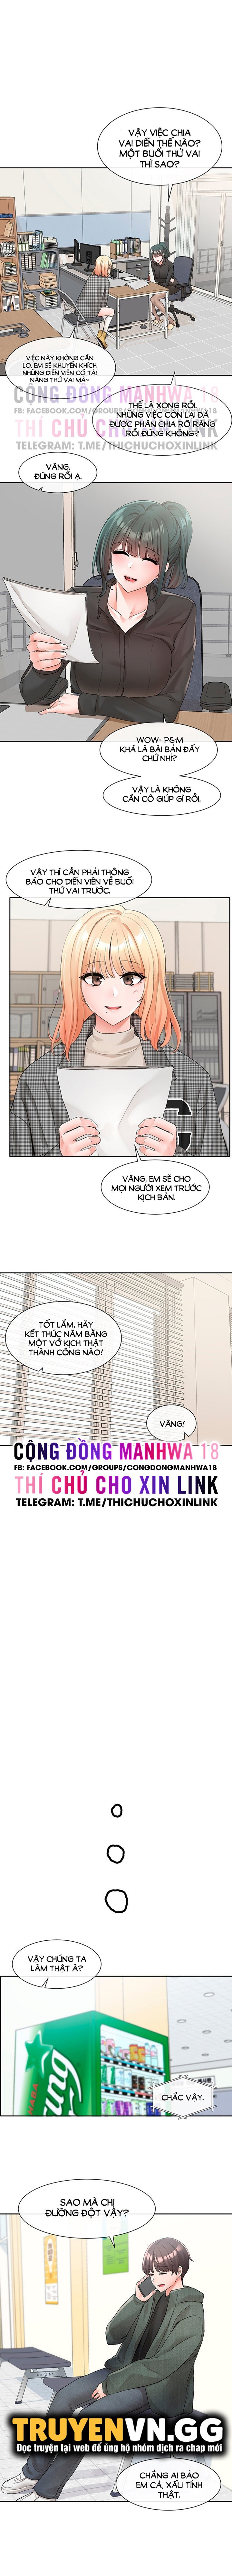 VẬY VIỆC CHIA
VAI DIỄN THẾ NÀO?
MỘT BUỔI THỬ VAI
THÌ SAO?
VIỆC NÀY KHÔNG CẦN
LO, EM SẼ KHUYẾN KHÍCH
NHỮNG DIỄN VIÊN CÓ TÀI
NĂNG THỬ VAI MÀ~
CỘNG ĐỒNG MANHWA 18
THÍ CHỦ CHO XIN LINK
TELEGRAM: T.ME/THICHUCHOXINLINK
THẾ LÀ XONG RỒI,
NHỮNG VIỆC CÒN LẠI ĐÃ
ĐƯỢC PHÂN CHIA RÕ RÀNG
RỒI ĐÚNG KHÔNG?
VÂNG,
ĐÚNG RỒI Ạ.
WOW- P&M
KHÁ LÀ BÀI BẢN ĐẤY
CHỨ NHỈ?
VẬY LÀ KHÔNG
CẦN CÔ GIÚP GÌ RỒI.
VẬY THÌ CẦN PHẢI THÔNG
BÁO CHO DIỄN VIÊN VỀ BUỔI
THỬ VAI TRƯỚC.
VÂNG, EM SẼ CHO
MỌI NGƯỜI XEM TRƯỚC
KỊCH BẢN.
TỐT LẮM, HÃY
KẾT THÚC NĂM BẰNG
MỘT VỞ KỊCH THẬT
THÀNH CÔNG NÀO!
VÂNG!
CỘNG ĐỒNG MANHWA 18
FB: FACEBOOK.COM/GROUPS/CONGDONGMANHWA18
THÍ CHỦ CHO XIN LINK
TELEGRAM: T.ME/THICHUCHOXINLINK
VẬY CHÚNG TA
LÀM THẬT À?
CHẮC VẬY.
SAO MÀ CHỊ
ĐƯỜNG ĐỘT VẬY?
TRUYENVN.GG
Đọc truyện tại web để ủng hộ nhóm dịch ra chap mới
CHẲNG AI BẢO
EM CẢ, XẤU TÍNH
THẬT.